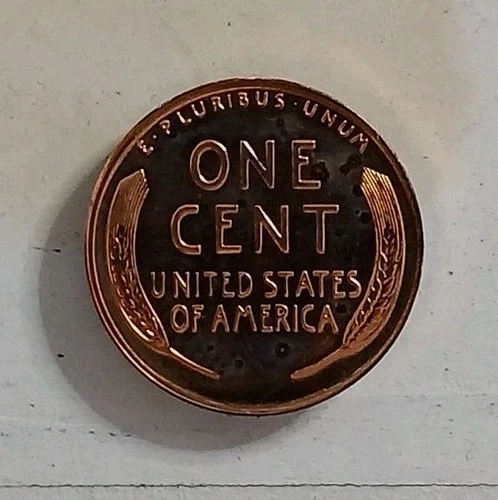 E·PLURIBUS·UNUM
ONE
CENT
UNITED STATES
OF AMERICA